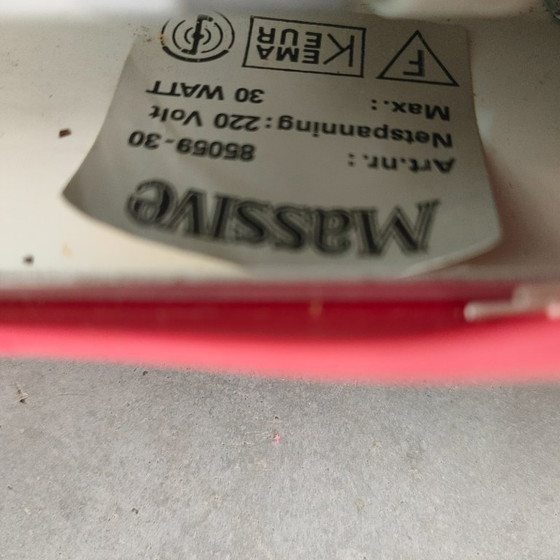 Massive
Art.nr.: 85059-30
Netspanning: 220 Volt
Max.: 30 WATT
F KEMA KEUR